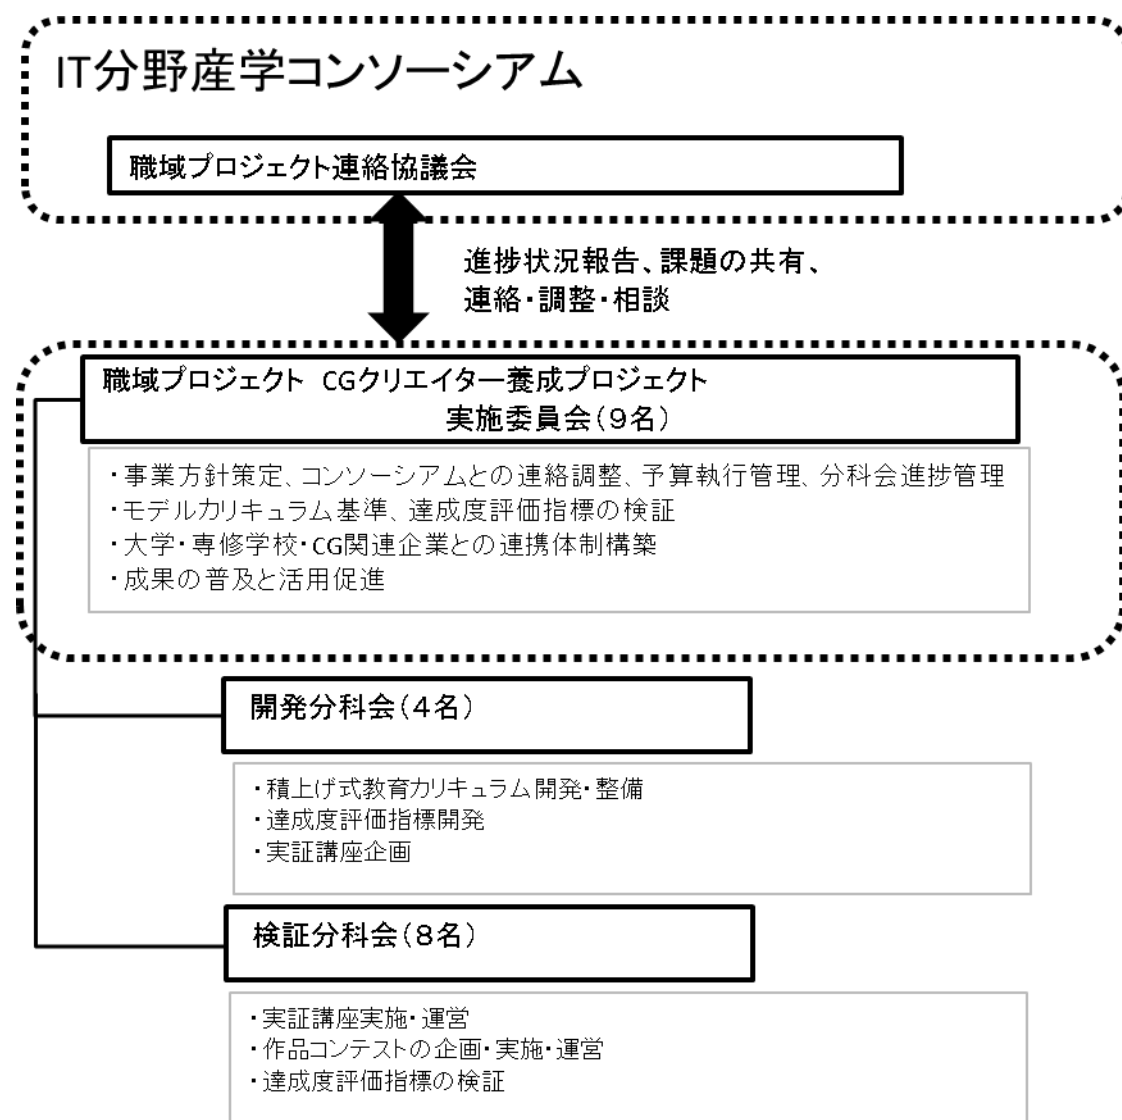 IT分野産学コンソーシアム
職域プロジェクト連絡協議会
進捗状況報告、課題の共有、
連絡・調整・相談
職域プロジェクト CGクリエイター養成プロジェクト
実施委員会(9名)
・事業方針策定、コンソーシアムとの連絡調整、予算執行管理、分科会進捗管理
・モデルカリキュラム基準、達成度評価指標の検証
・大学・専修学校・CG関連企業との連携体制構築
・成果の普及と活用促進
開発分科会(4名)
・積上げ式教育カリキュラム開発・整備
・達成度評価指標開発
・実証講座企画
検証分科会(8名)
・実証講座実施・運営
・作品コンテストの企画・実施・運営
・達成度評価指標の検証